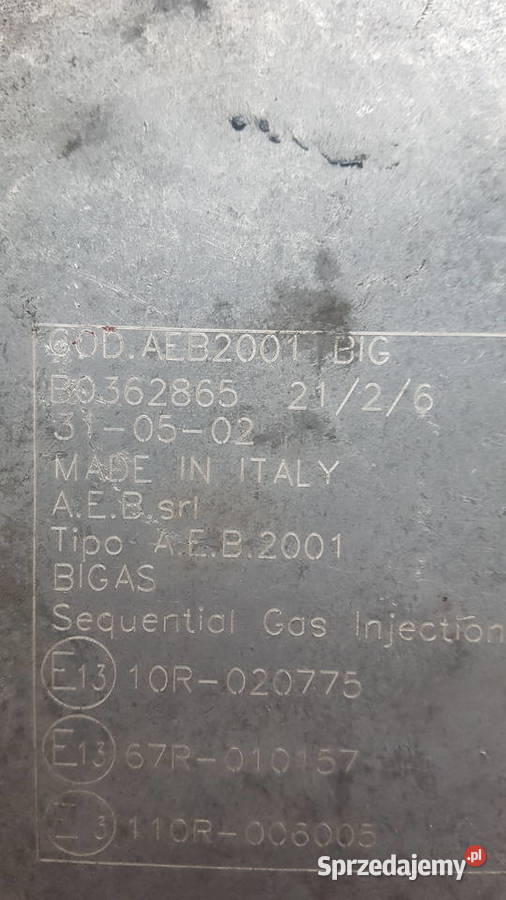 COD.AEB2001 BIG
B0362865 21/2/6
31-05-02
MADE IN ITALY
A.E.B.srl
Tipo A.E.B.2001
BIGAS
Sequential Gas Injection
E13 10R-020775
E13 67R-010157
E13 110R-006005
Sprzedajemy.pl